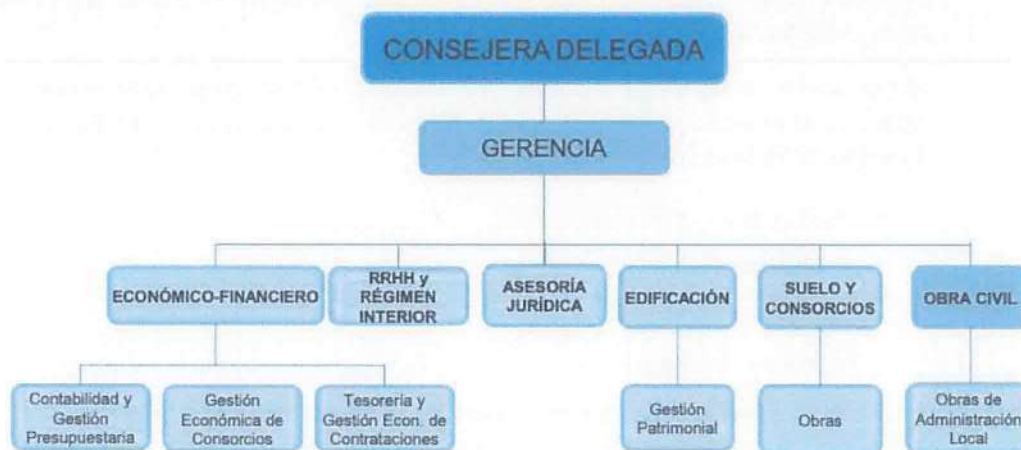 CONSEJERA DELEGADA
GERENCIA
ECONÓMICO-FINANCIERO
RRHH y
RÉGIMEN
INTERIOR
ASESORÍA
JURÍDICA
EDIFICACIÓN
SUELO Y
CONSORCIOS
OBRA CIVIL
Contabilidad y
Gestión
Presupuestaria
Gestión
Económica de
Consorcios
Tesorería y
Gestión Econ. de
Contrataciones
Gestión
Patrimonial
Obras
Obras de
Administración
Local